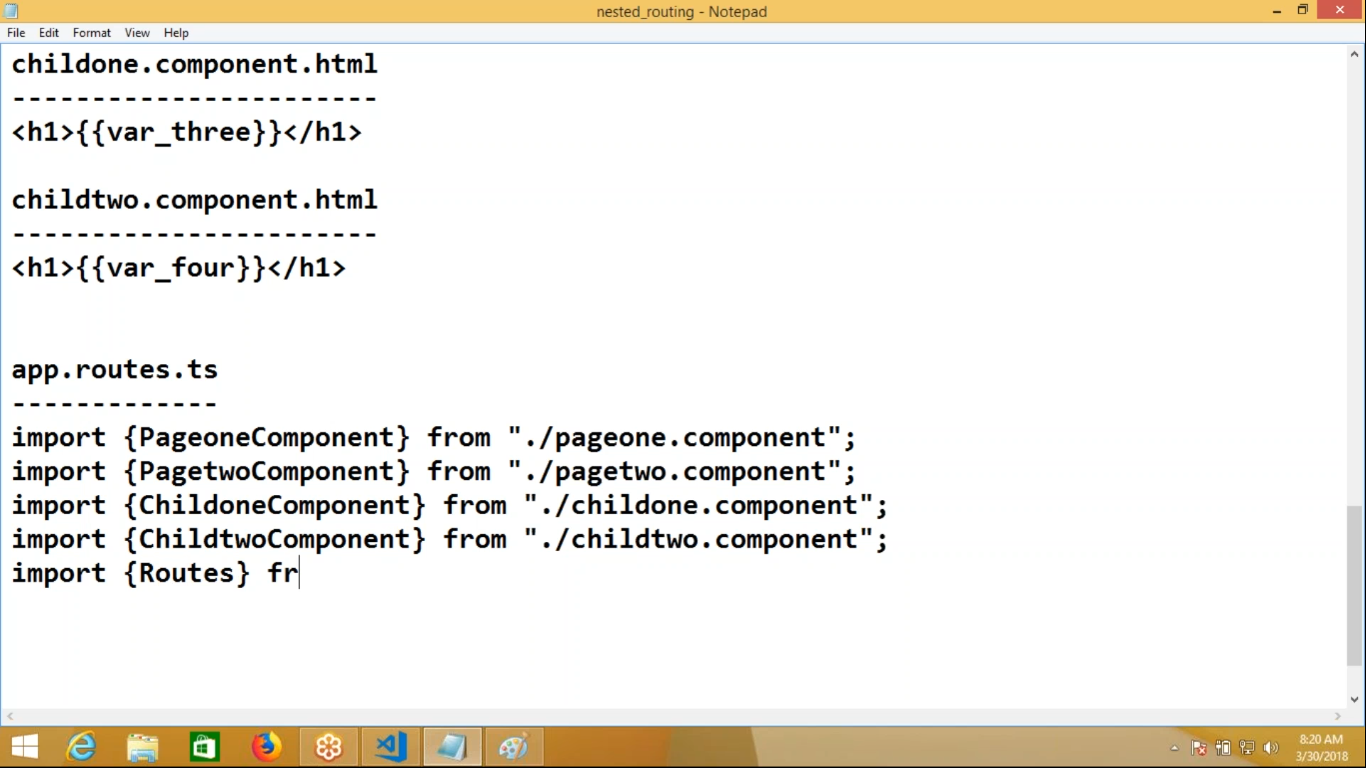 nested_routing - Notepad
File Edit Format View Help
childone.component.html
-----------------------
<h1>{{var_three}}</h1>
childtwo.component.html
-----------------------
<h1>{{var_four}}</h1>
app.routes.ts
-------------
import {PageoneComponent} from "./pageone.component";
import {PagetwoComponent} from "./pagetwo.component";
import {ChildoneComponent} from "./childone.component";
import {ChildtwoComponent} from "./childtwo.component";
import {Routes} fr
8:20 AM
3/30/2018